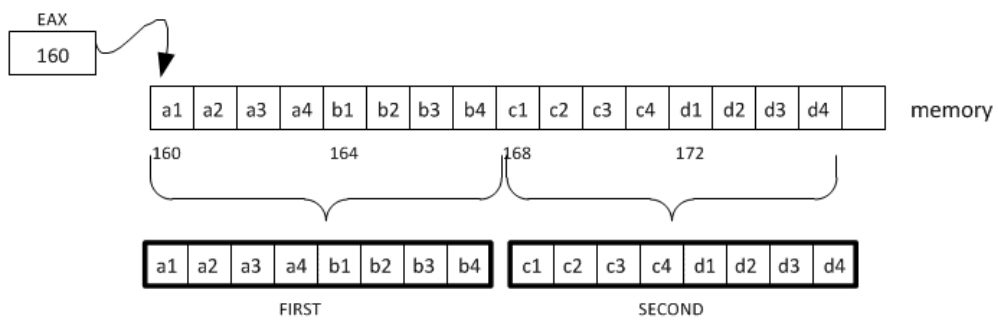 EAX
160
a1 a2 a3 a4 b1 b2 b3 b4 c1 c2 c3 c4 d1 d2 d3 d4 memory
160 164 168 172
a1 a2 a3 a4 b1 b2 b3 b4 c1 c2 c3 c4 d1 d2 d3 d4
FIRST SECOND